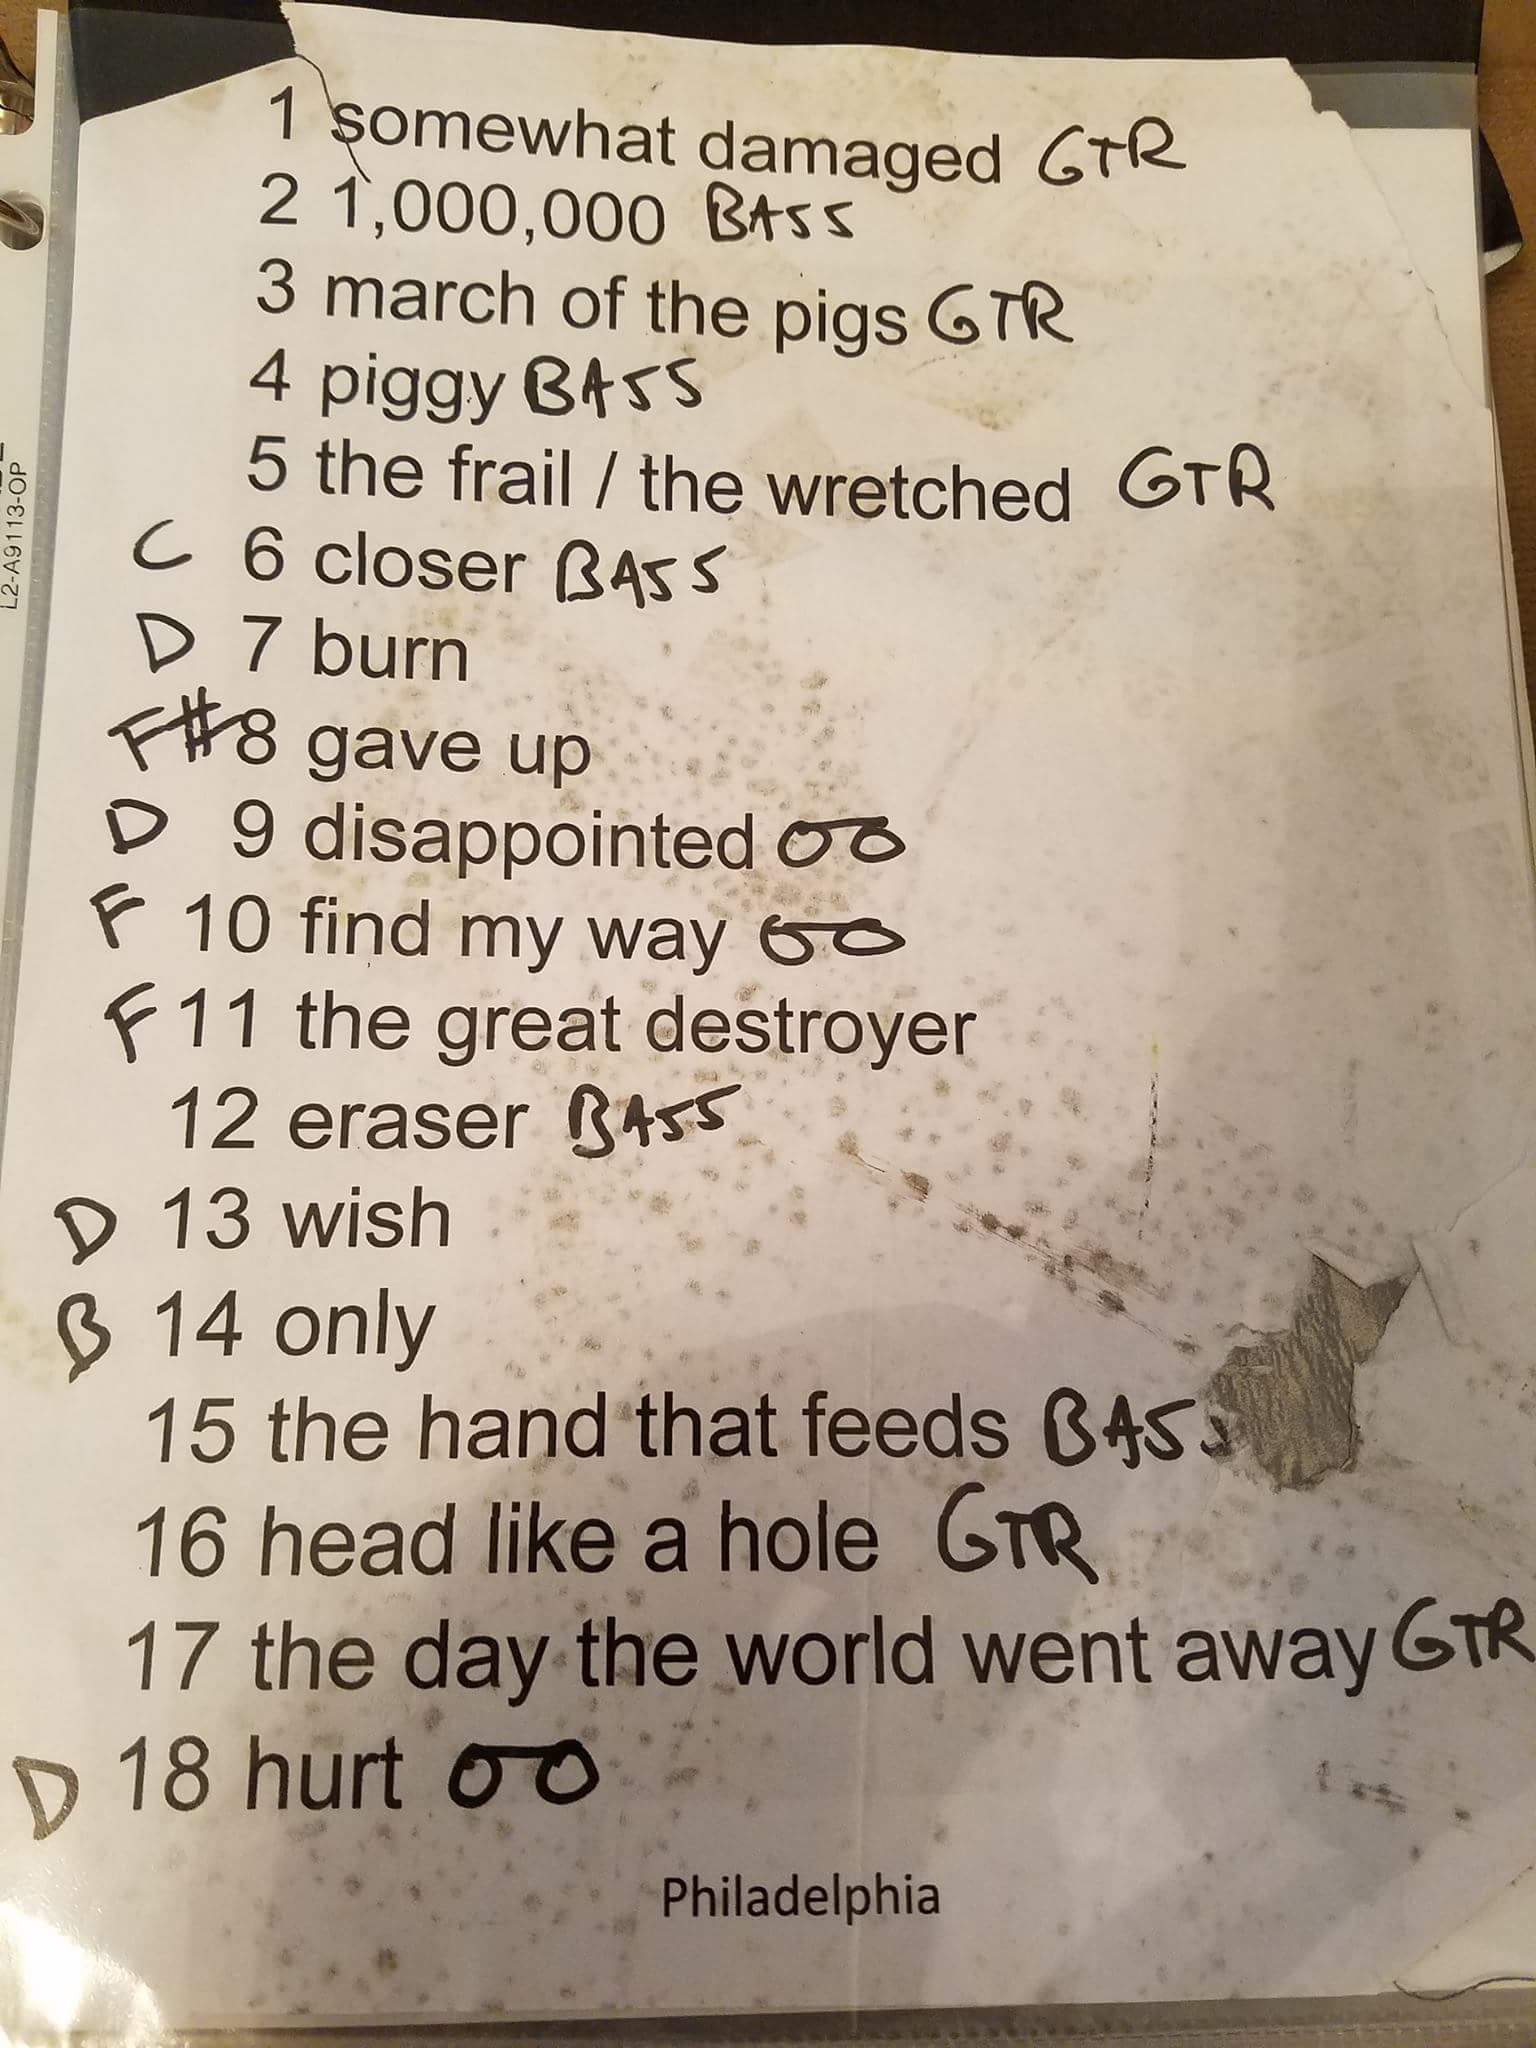 1 somewhat damaged GTR
2 1,000,000 BASS
3 march of the pigs GTR
4 piggy BASS
5 the frail / the wretched GTR
C 6 closer BASS
D 7 burn
F# 8 gave up
D 9 disappointed
F 10 find my way
F 11 the great destroyer
12 eraser BASS
D 13 wish
B 14 only
15 the hand that feeds BASS
16 head like a hole GTR
17 the day the world went away GTR
D 18 hurt
Philadelphia
L2-A9113-OP